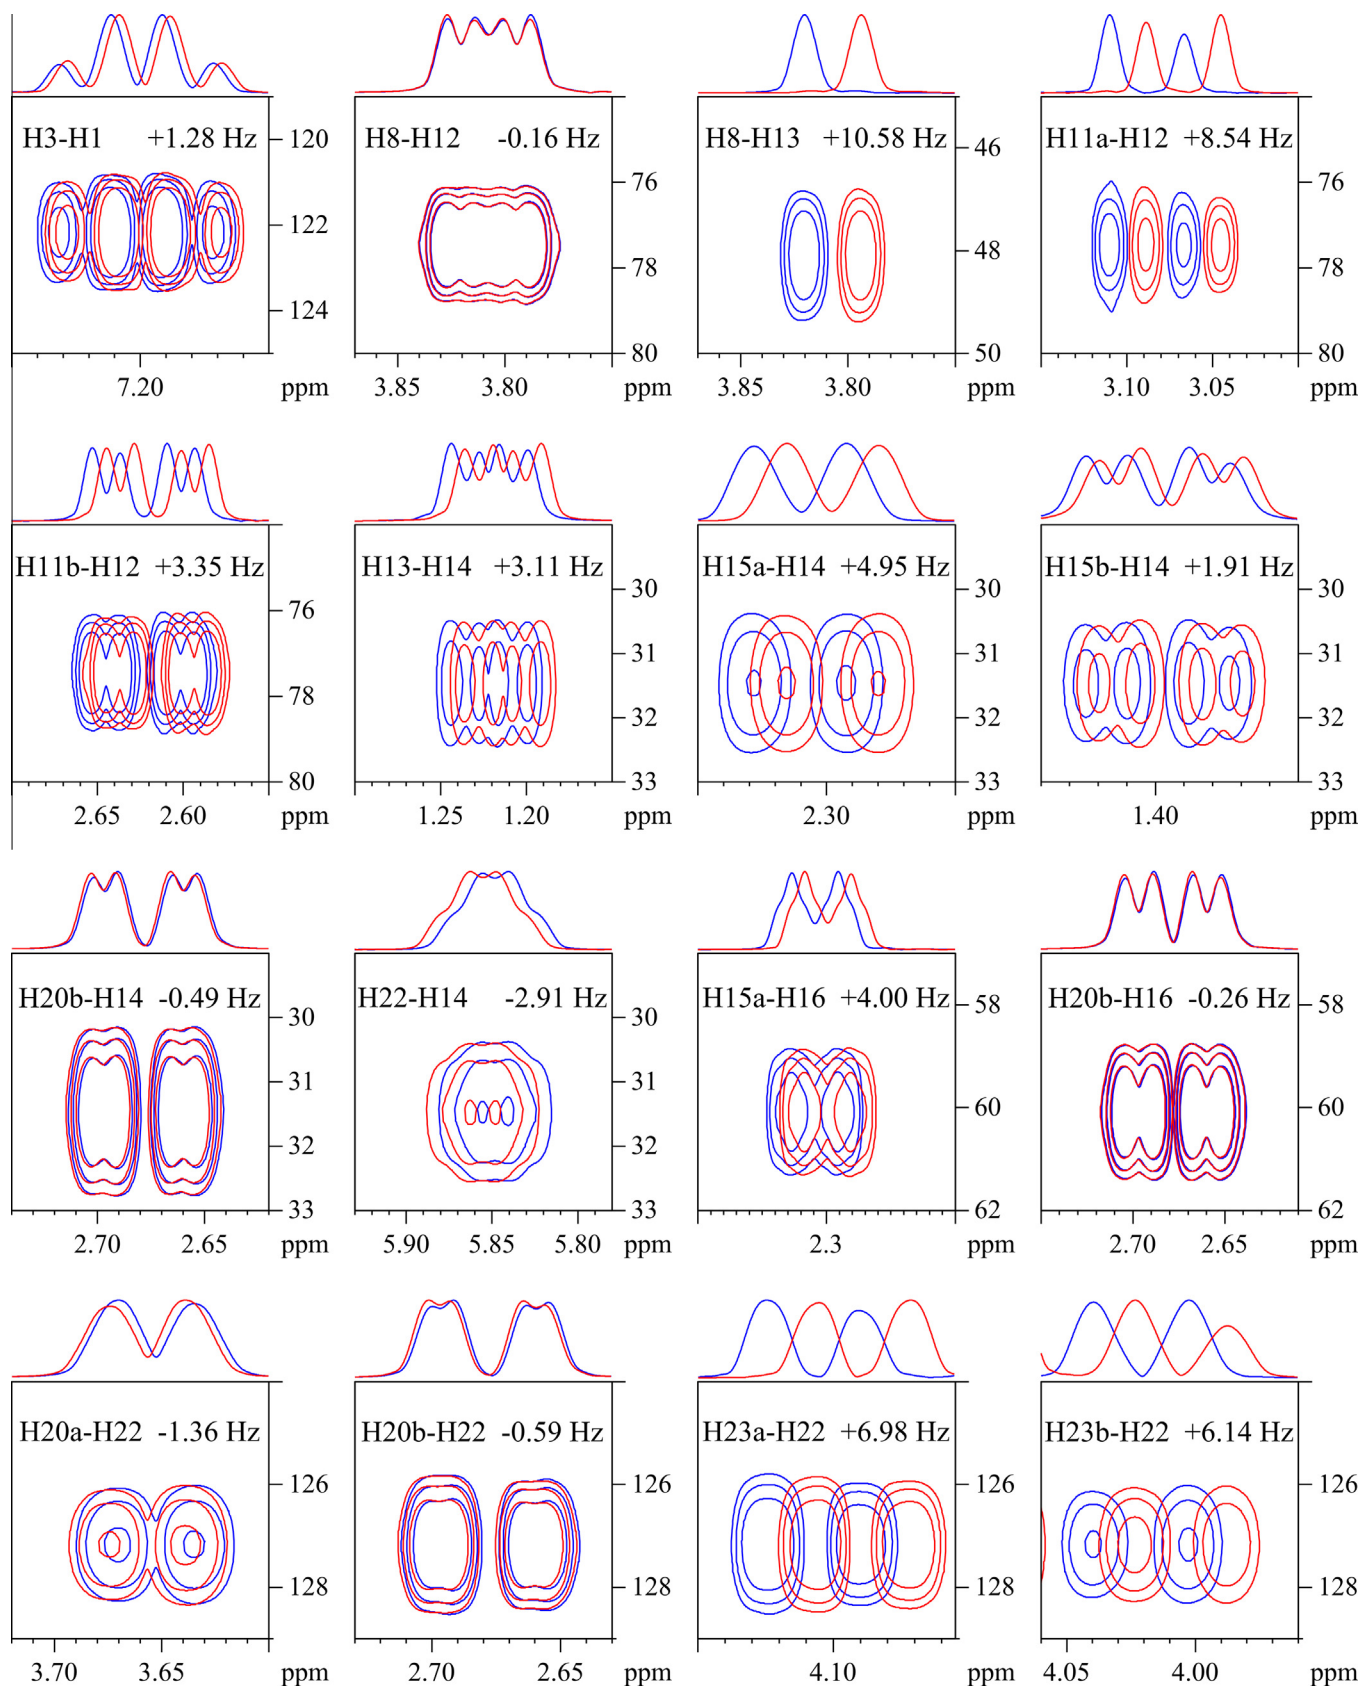 H3-H1 +1.28 Hz
120
122
124
7.20 ppm
H8-H12 -0.16 Hz
76
78
80
3.85 3.80 ppm
H8-H13 +10.58 Hz
46
48
50
3.85 3.80 ppm
H11a-H12 +8.54 Hz
76
78
80
3.10 3.05 ppm
H11b-H12 +3.35 Hz
76
78
80
2.65 2.60 ppm
H13-H14 +3.11 Hz
30
31
32
33
1.25 1.20 ppm
H15a-H14 +4.95 Hz
30
31
32
33
2.30 ppm
H15b-H14 +1.91 Hz
30
31
32
33
1.40 ppm
H20b-H14 -0.49 Hz
30
31
32
33
2.70 2.65 ppm
H22-H14 -2.91 Hz
30
31
32
33
5.90 5.85 5.80 ppm
H15a-H16 +4.00 Hz
58
60
62
2.3 ppm
H20b-H16 -0.26 Hz
58
60
62
2.70 2.65 ppm
H20a-H22 -1.36 Hz
126
128
3.70 3.65 ppm
H20b-H22 -0.59 Hz
126
128
2.70 2.65 ppm
H23a-H22 +6.98 Hz
126
128
4.10 ppm
H23b-H22 +6.14 Hz
126
128
4.05 4.00 ppm